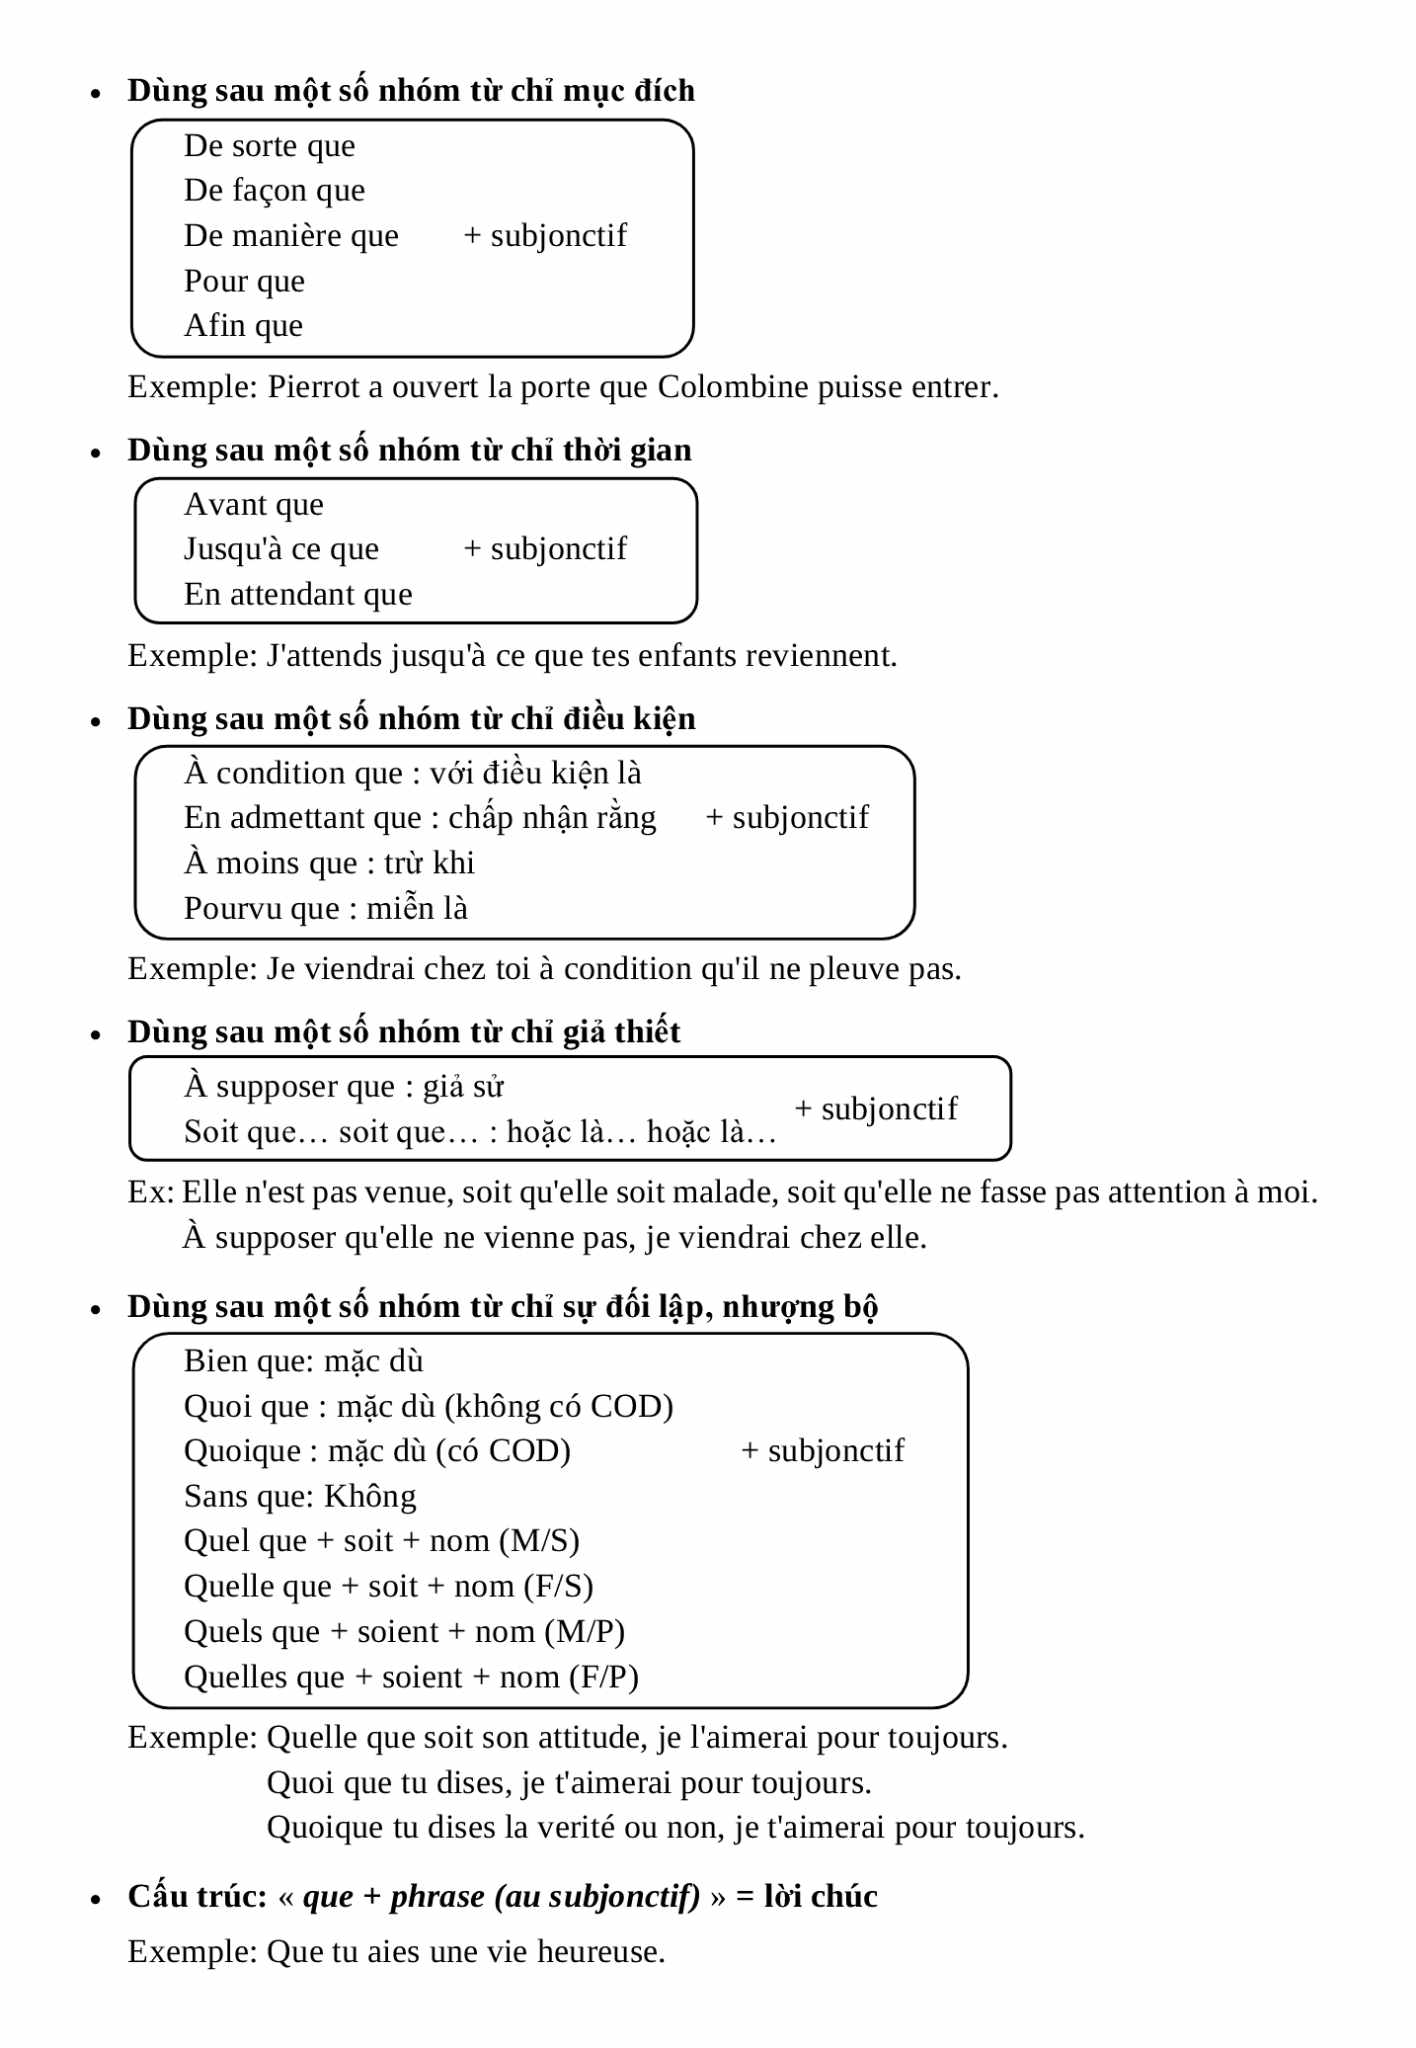 • Dùng sau một số nhóm từ chỉ mục đích
De sorte que
De façon que
De manière que + subjonctif
Pour que
Afin que
Exemple: Pierrot a ouvert la porte que Colombine puisse entrer.
• Dùng sau một số nhóm từ chỉ thời gian
Avant que
Jusqu'à ce que + subjonctif
En attendant que
Exemple: J'attends jusqu'à ce que tes enfants reviennent.
• Dùng sau một số nhóm từ chỉ điều kiện
À condition que : với điều kiện là
En admettant que : chấp nhận rằng + subjonctif
À moins que : trừ khi
Pourvu que : miễn là
Exemple: Je viendrai chez toi à condition qu'il ne pleuve pas.
• Dùng sau một số nhóm từ chỉ giả thiết
À supposer que : giả sử
+ subjonctif
Soit que… soit que… : hoặc là… hoặc là…
Ex: Elle n'est pas venue, soit qu'elle soit malade, soit qu'elle ne fasse pas attention à moi.
À supposer qu'elle ne vienne pas, je viendrai chez elle.
• Dùng sau một số nhóm từ chỉ sự đối lập, nhượng bộ
Bien que: mặc dù
Quoi que : mặc dù (không có COD)
Quoique : mặc dù (có COD) + subjonctif
Sans que: Không
Quel que + soit + nom (M/S)
Quelle que + soit + nom (F/S)
Quels que + soient + nom (M/P)
Quelles que + soient + nom (F/P)
Exemple: Quelle que soit son attitude, je l'aimerai pour toujours.
Quoi que tu dises, je t'aimerai pour toujours.
Quoique tu dises la verité ou non, je t'aimerai pour toujours.
• Cấu trúc: « que + phrase (au subjonctif) » = lời chúc
Exemple: Que tu aies une vie heureuse.